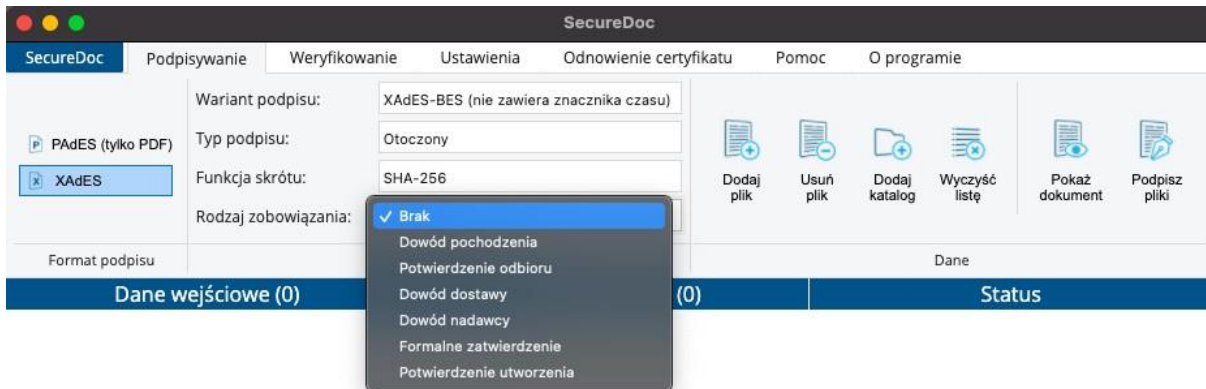 SecureDoc
SecureDoc Podpisywanie Weryfikowanie Ustawienia Odnowienie certyfikatu Pomoc O programie
PAdES (tylko PDF)
XAdES
Format podpisu
Wariant podpisu: XAdES-BES (nie zawiera znacznika czasu)
Typ podpisu: Otoczony
Funkcja skrótu: SHA-256
Rodzaj zobowiązania:
✓ Brak
Dowód pochodzenia
Potwierdzenie odbioru
Dowód dostawy
Dowód nadawcy
Formalne zatwierdzenie
Potwierdzenie utworzenia
Dodaj plik
Usuń plik
Dodaj katalog
Wyczyść listę
Pokaż dokument
Podpisz pliki
Dane
Dane wejściowe (0) (0) Status